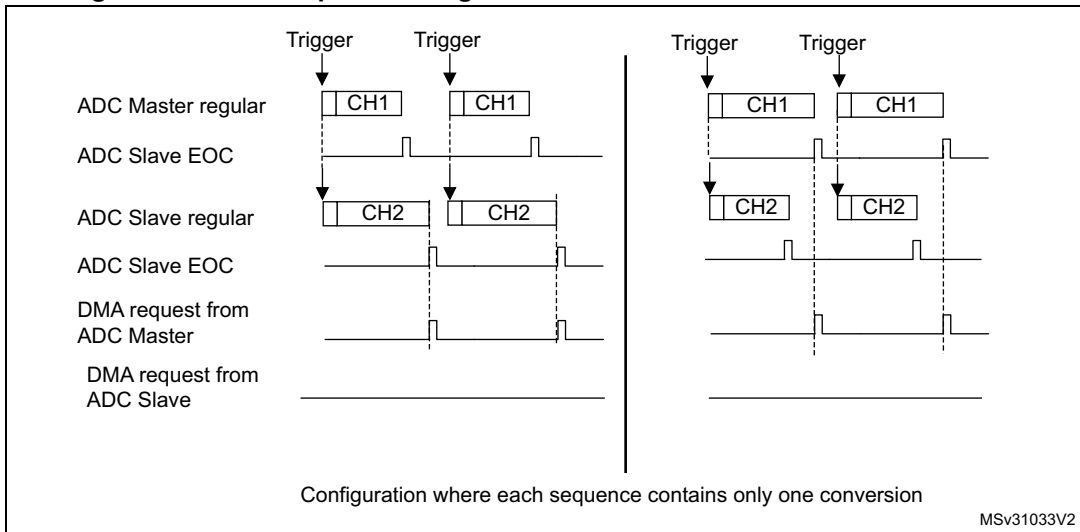 Trigger Trigger Trigger Trigger
ADC Master regular CH1 CH1 CH1 CH1
ADC Slave EOC
ADC Slave regular CH2 CH2 CH2 CH2
ADC Slave EOC
DMA request from
ADC Master
DMA request from
ADC Slave
Configuration where each sequence contains only one conversion
MSv31033V2